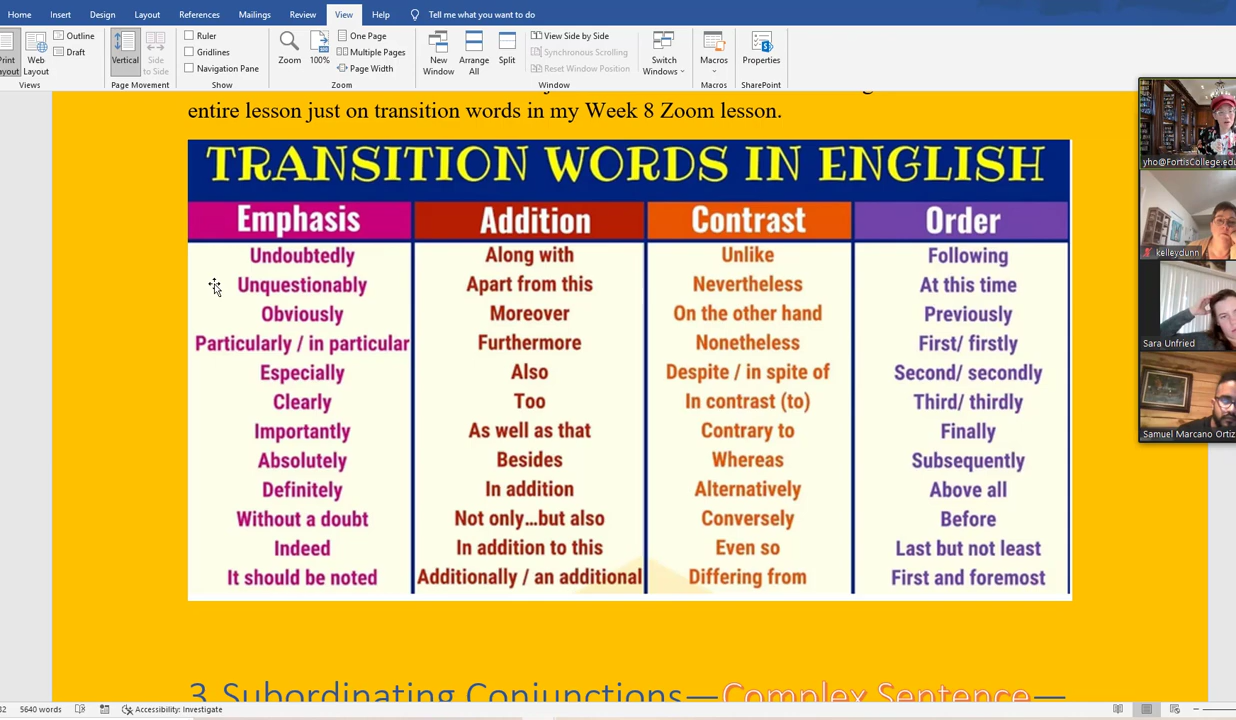 Home Insert Design Layout References Mailings Review View Help Tell me what you want to do
Outline
Draft
Print Layout
Web Layout
Views
Vertical
Side to Side
Page Movement
Ruler
Gridlines
Navigation Pane
Show
Zoom
100%
One Page
Multiple Pages
Page Width
Zoom
New Window
Arrange All
Split
View Side by Side
Synchronous Scrolling
Reset Window Position
Window
Switch Windows
Macros
Macros
Properties
SharePoint
entire lesson just on transition words in my Week 8 Zoom lesson.
TRANSITION WORDS IN ENGLISH
Emphasis Addition Contrast Order
Undoubtedly Along with Unlike Following
Unquestionably Apart from this Nevertheless At this time
Obviously Moreover On the other hand Previously
Particularly / in particular Furthermore Nonetheless First/ firstly
Especially Also Despite / in spite of Second/ secondly
Clearly Too In contrast (to) Third/ thirdly
Importantly As well as that Contrary to Finally
Absolutely Besides Whereas Subsequently
Definitely In addition Alternatively Above all
Without a doubt Not only...but also Conversely Before
Indeed In addition to this Even so Last but not least
It should be noted Additionally / an additional Differing from First and foremost
3. Subordinating Conjunctions—Complex Sentence—
yho@FortisCollege.edu
kelleydunn
Sara Unfried
Samuel Marcano Ortiz
32 5640 words Accessibility: Investigate